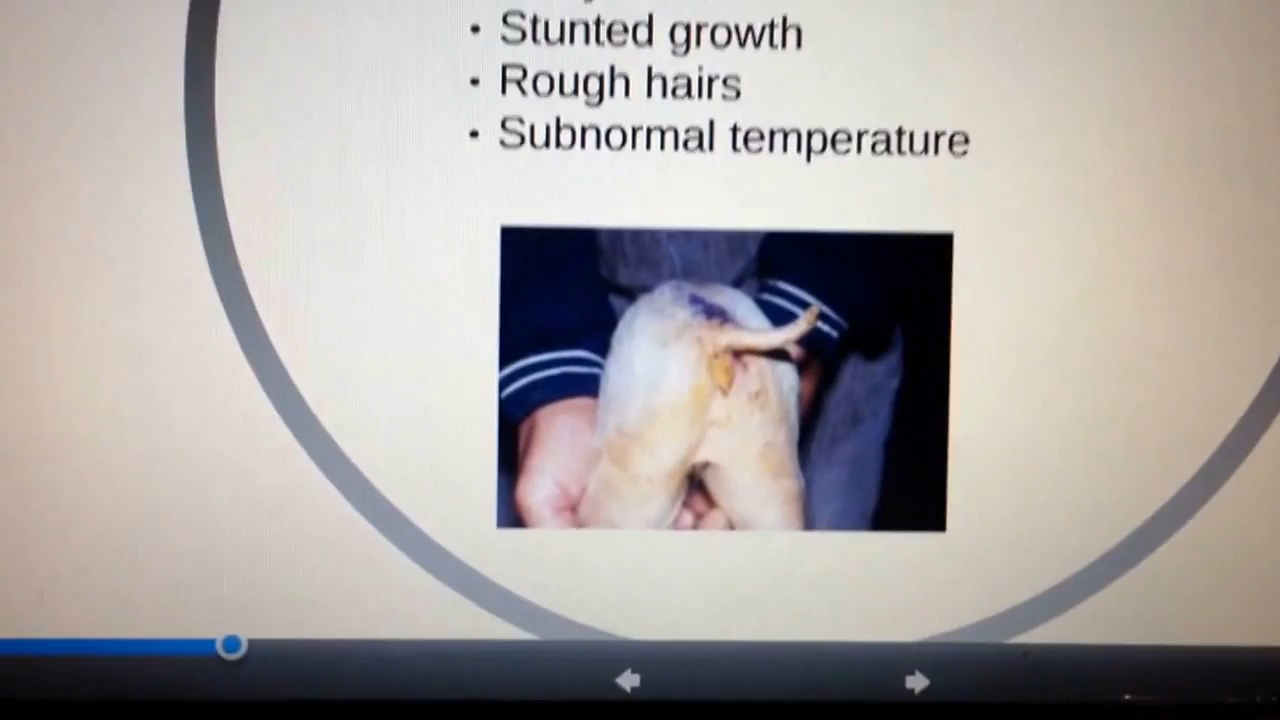 • Stunted growth
• Rough hairs
• Subnormal temperature